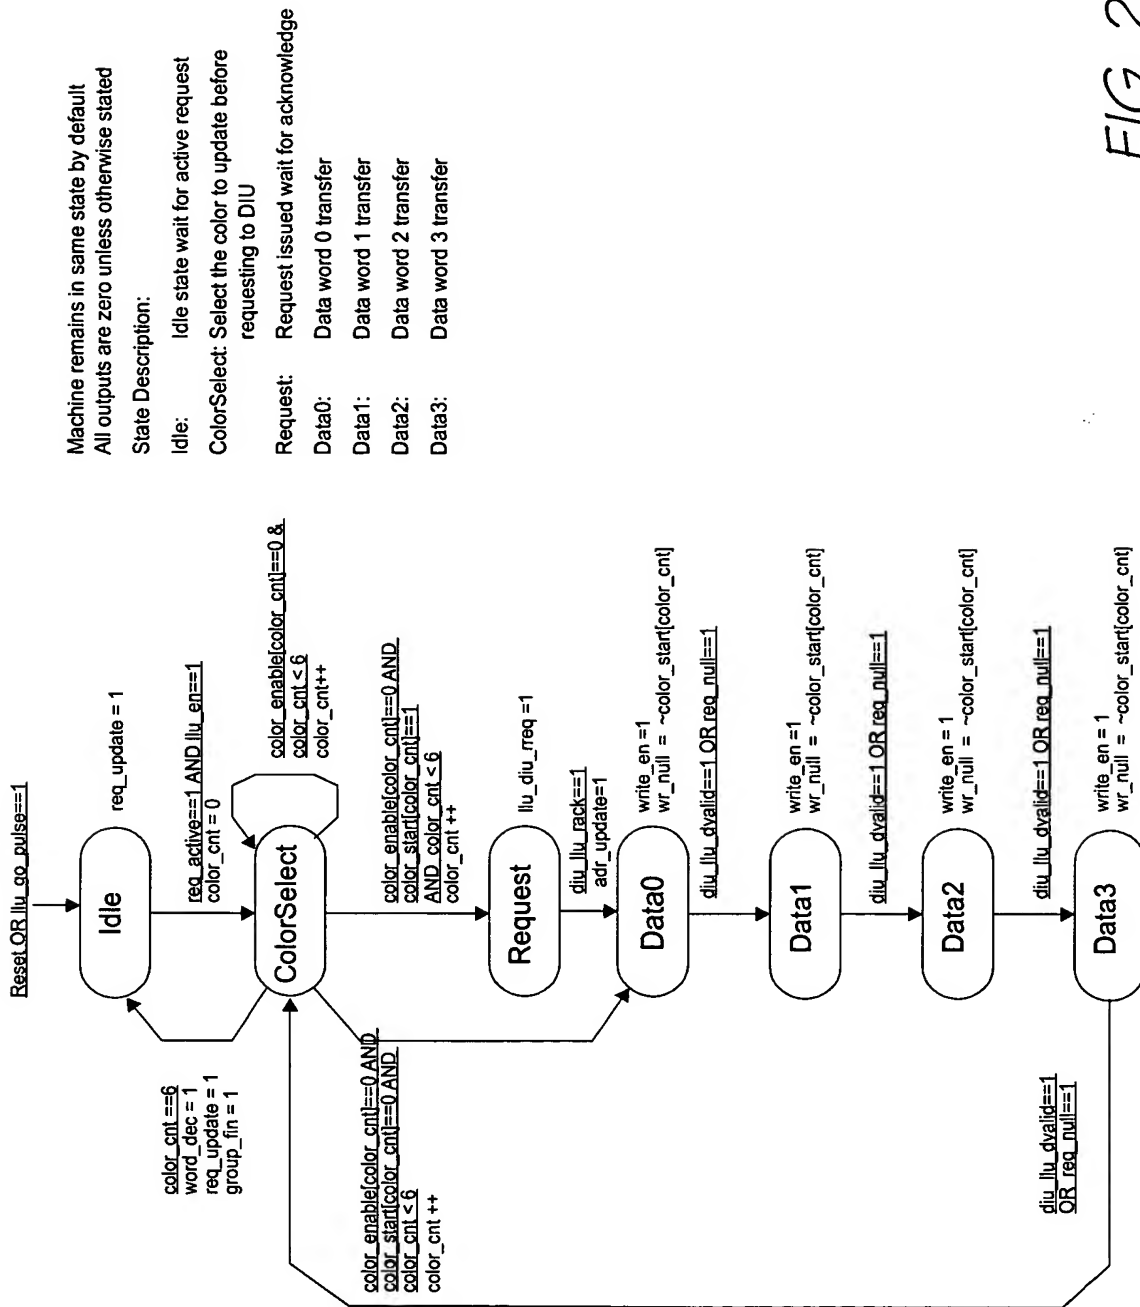 Reset OR llu_go_pulse==1
Idle
req_update = 1
req_active==1 AND llu_en==1
color_cnt = 0
color_cnt ==6
word_dec = 1
req_update = 1
group_fin = 1
ColorSelect
color_enable[color_cnt]==0 &
color_cnt < 6
color_cnt++
color_enable[color_cnt]==0 AND
color_start[color_cnt]==1
AND color_cnt < 6
color_cnt ++
color_enable[color_cnt]==0 AND
color_start[color_cnt]==0 AND
color_cnt < 6
color_cnt ++
Request
llu_diu_rreq =1
diu_llu_rack==1
adr_update=1
Data0
write_en =1
wr_null = ~color_start[color_cnt]
diu_llu_dvalid==1 OR req_null==1
Data1
write_en =1
wr_null = ~color_start[color_cnt]
diu_llu_dvalid==1 OR req_null==1
Data2
write_en = 1
wr_null = ~color_start[color_cnt]
diu_llu_dvalid==1 OR req_null==1
Data3
write_en = 1
wr_null = ~color_start[color_cnt]
diu_llu_dvalid==1
OR req_null==1
Machine remains in same state by default
All outputs are zero unless otherwise stated
State Description:
Idle: Idle state wait for active request
ColorSelect: Select the color to update before
requesting to DIU
Request: Request issued wait for acknowledge
Data0: Data word 0 transfer
Data1: Data word 1 transfer
Data2: Data word 2 transfer
Data3: Data word 3 transfer
FIG. 2